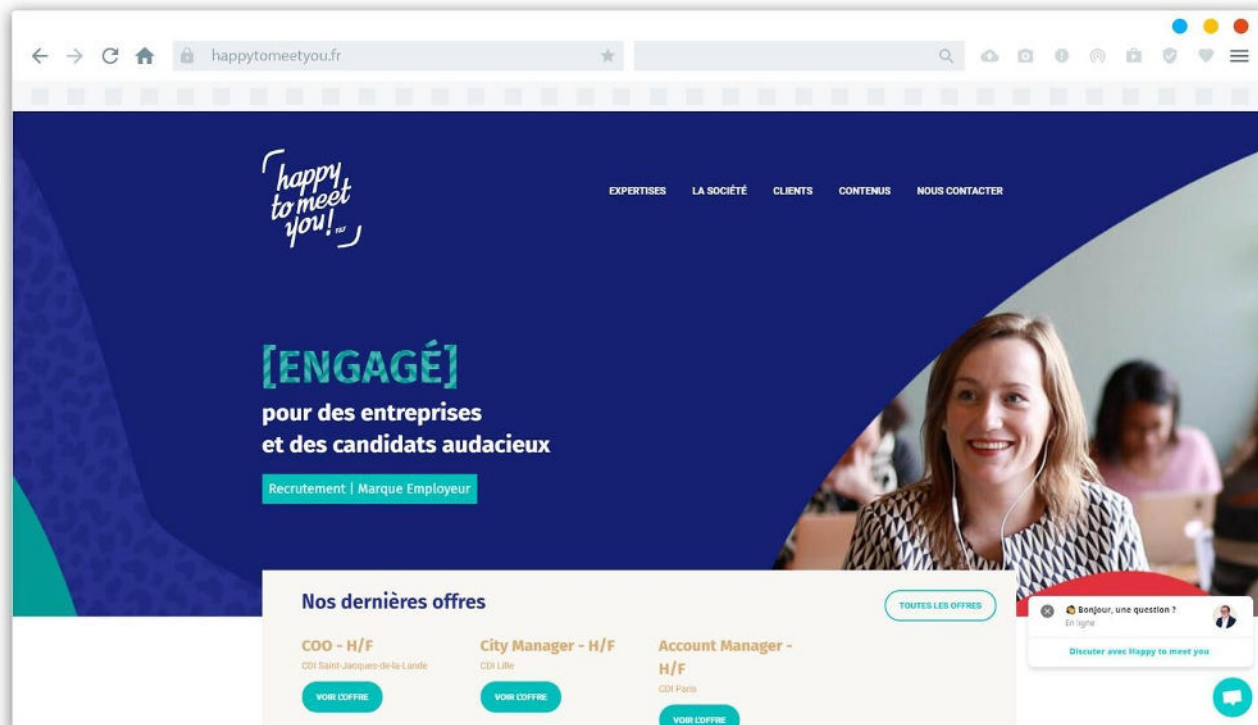 happytomeetyou.fr
happy
to meet
you!
EXPERTISES LA SOCIÉTÉ CLIENTS CONTENUS NOUS CONTACTER
[ENGAGÉ]
pour des entreprises
et des candidats audacieux
Recrutement | Marque Employeur
Nos dernières offres
TOUTES LES OFFRES
COO - H/F
CDI Saint-Jacques-de-la-Lande
VOIR L'OFFRE
City Manager - H/F
CDI Lille
VOIR L'OFFRE
Account Manager -
H/F
CDI Paris
VOIR L'OFFRE
Bonjour, une question ?
En ligne
Discuter avec Happy to meet you